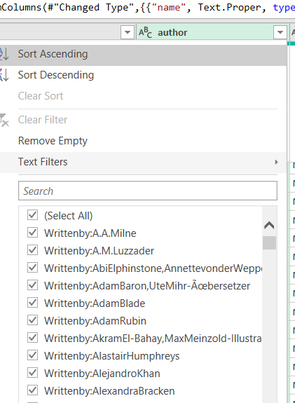 nColumns(#"Changed Type",{{"name", Text.Proper, type
ABC author
Sort Ascending
Sort Descending
Clear Sort
Clear Filter
Remove Empty
Text Filters
Search
(Select All)
Writtenby:A.A.Milne
Writtenby:A.M.Luzzader
Writtenby:AbiElphinstone,AnnettevonderWeppe
Writtenby:AdamBaron,UteMihr-Ãœbersetzer
Writtenby:AdamBlade
Writtenby:AdamRubin
Writtenby:AkramEl-Bahay,MaxMeinzold-Illustra
Writtenby:AlastairHumphreys
Writtenby:AlejandroKhan
Writtenby:AlexandraBracken